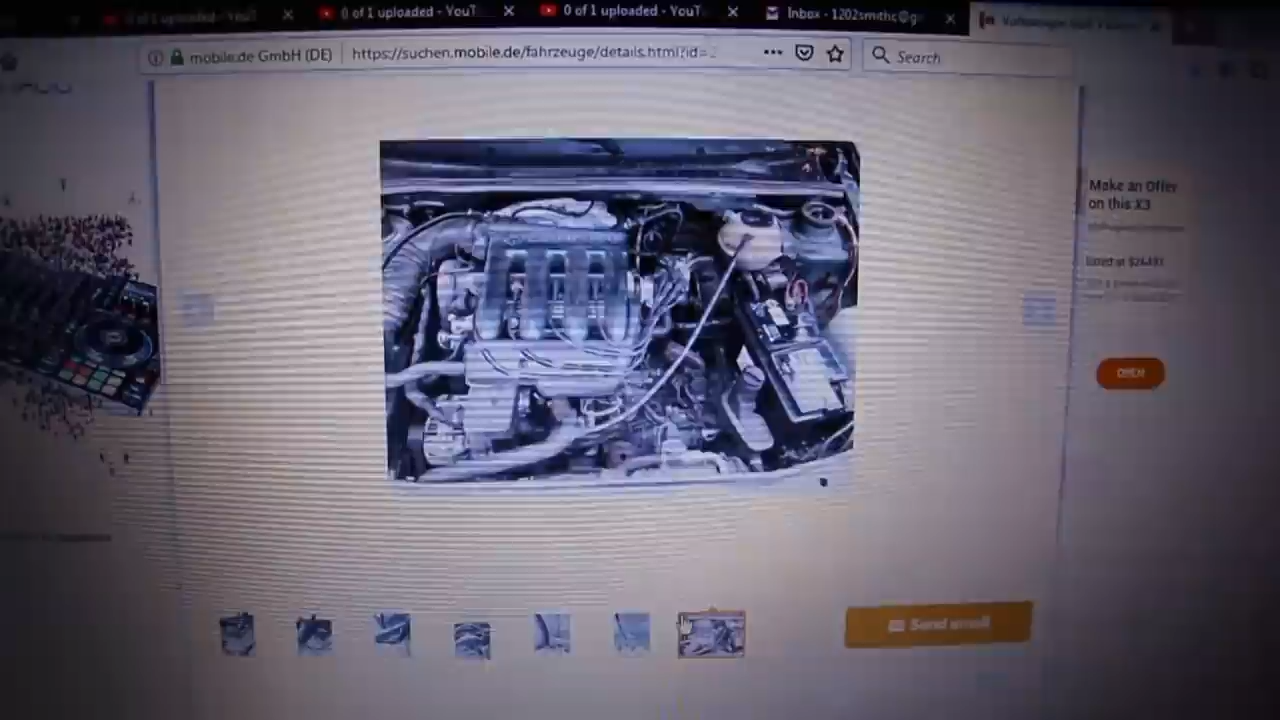 0 of 1 uploaded - YouT
0 of 1 uploaded - YouT
0 of 1 uploaded - YouT
Inbox - 1202smithc@g
mobile.de GmbH (DE)
https://suchen.mobile.de/fahrzeuge/details.html?id=
Search
Make an Offer
on this X3
OPEN
Send email